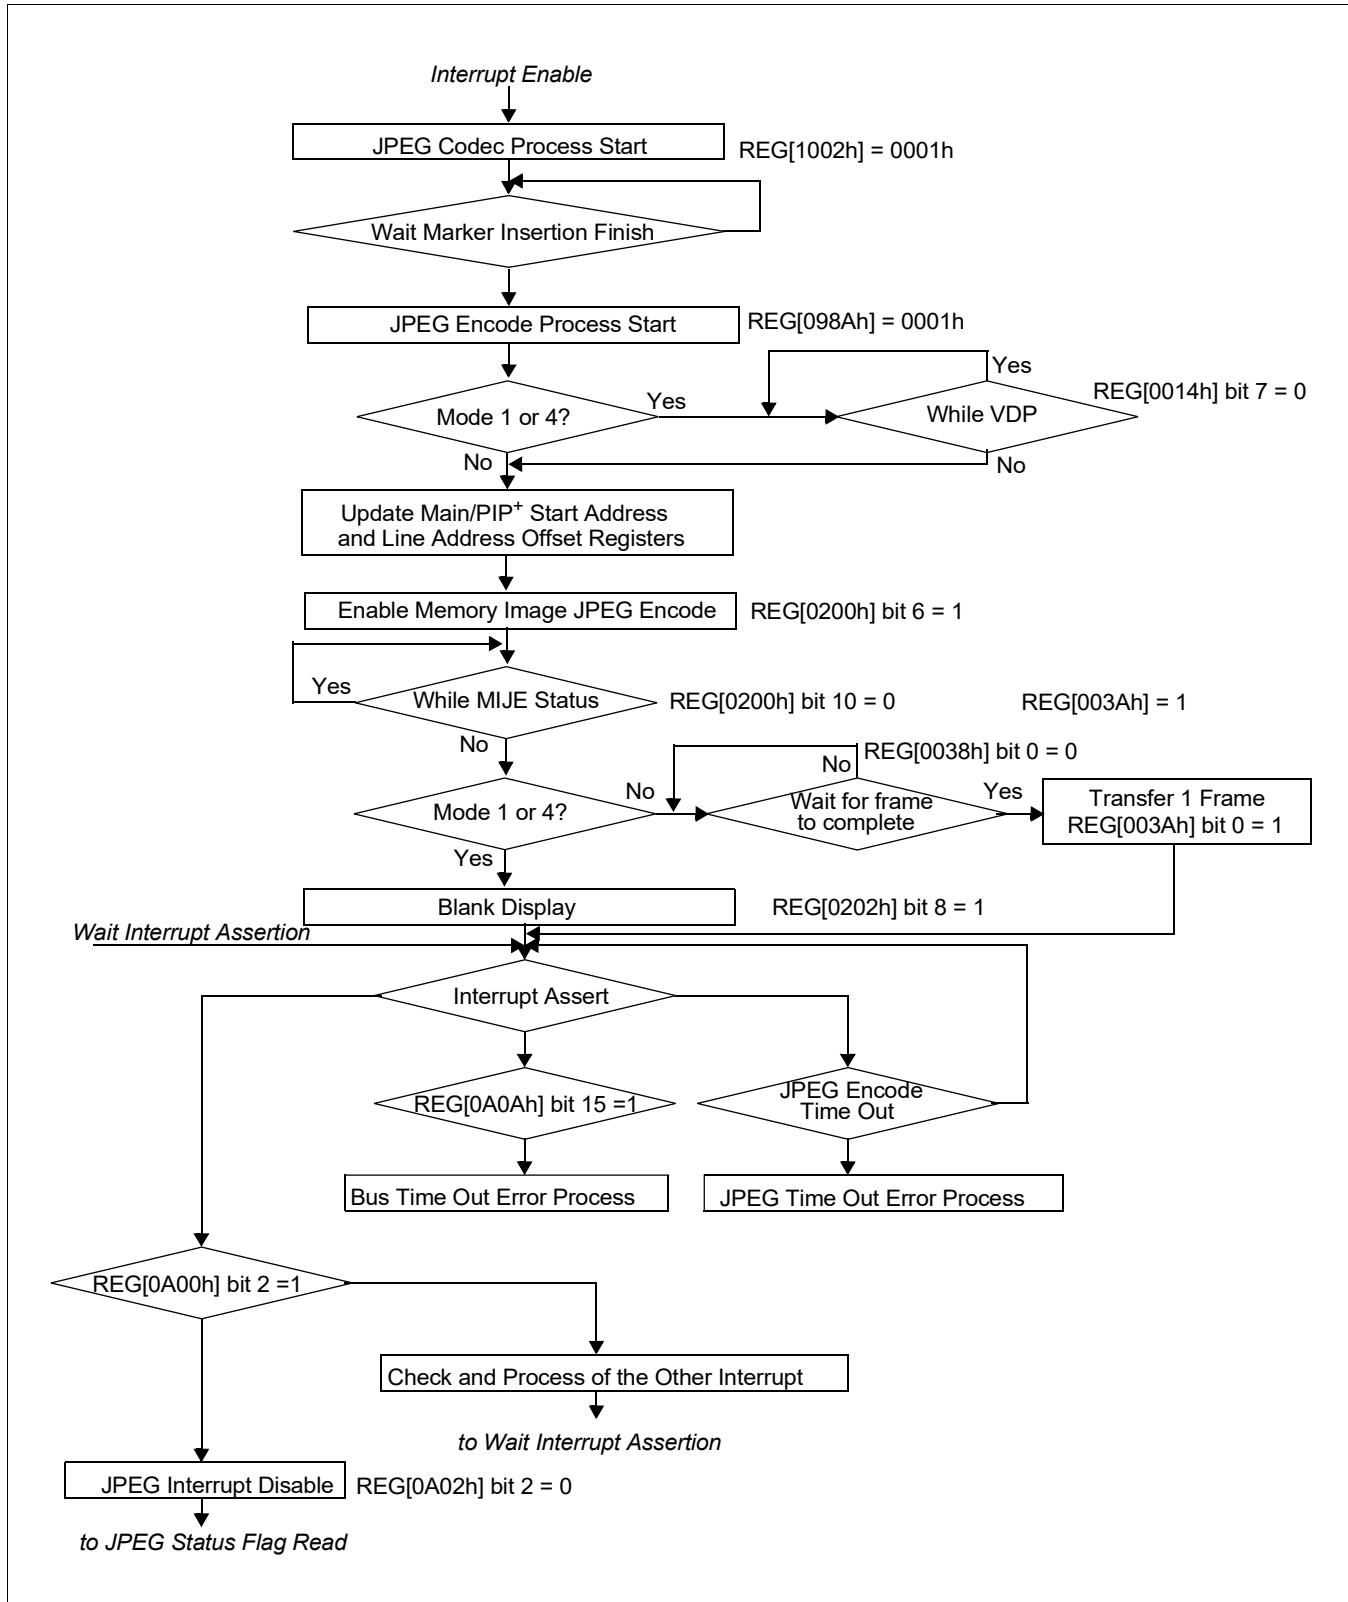 Interrupt Enable
JPEG Codec Process Start
REG[1002h] = 0001h
Wait Marker Insertion Finish
JPEG Encode Process Start
REG[098Ah] = 0001h
Yes
REG[0014h] bit 7 = 0
Mode 1 or 4?
Yes
While VDP
No
No
Update Main/PIP+ Start Address
and Line Address Offset Registers
Enable Memory Image JPEG Encode
REG[0200h] bit 6 = 1
Yes
While MIJE Status
REG[0200h] bit 10 = 0
REG[003Ah] = 1
No
REG[0038h] bit 0 = 0
No
Mode 1 or 4?
No
Wait for frame
to complete
Yes
Transfer 1 Frame
REG[003Ah] bit 0 = 1
Yes
Blank Display
REG[0202h] bit 8 = 1
Wait Interrupt Assertion
Interrupt Assert
REG[0A0Ah] bit 15 =1
JPEG Encode
Time Out
Bus Time Out Error Process
JPEG Time Out Error Process
REG[0A00h] bit 2 =1
Check and Process of the Other Interrupt
to Wait Interrupt Assertion
JPEG Interrupt Disable
REG[0A02h] bit 2 = 0
to JPEG Status Flag Read